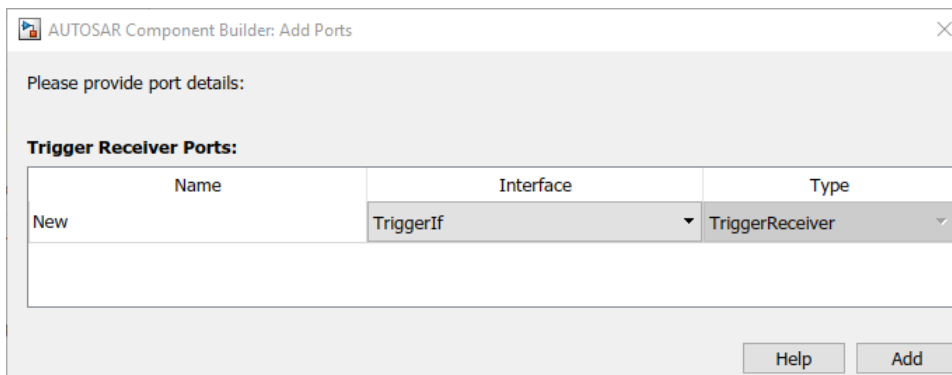 AUTOSAR Component Builder: Add Ports
Please provide port details:
Trigger Receiver Ports:
Name Interface Type
New TriggerIf TriggerReceiver
Help Add